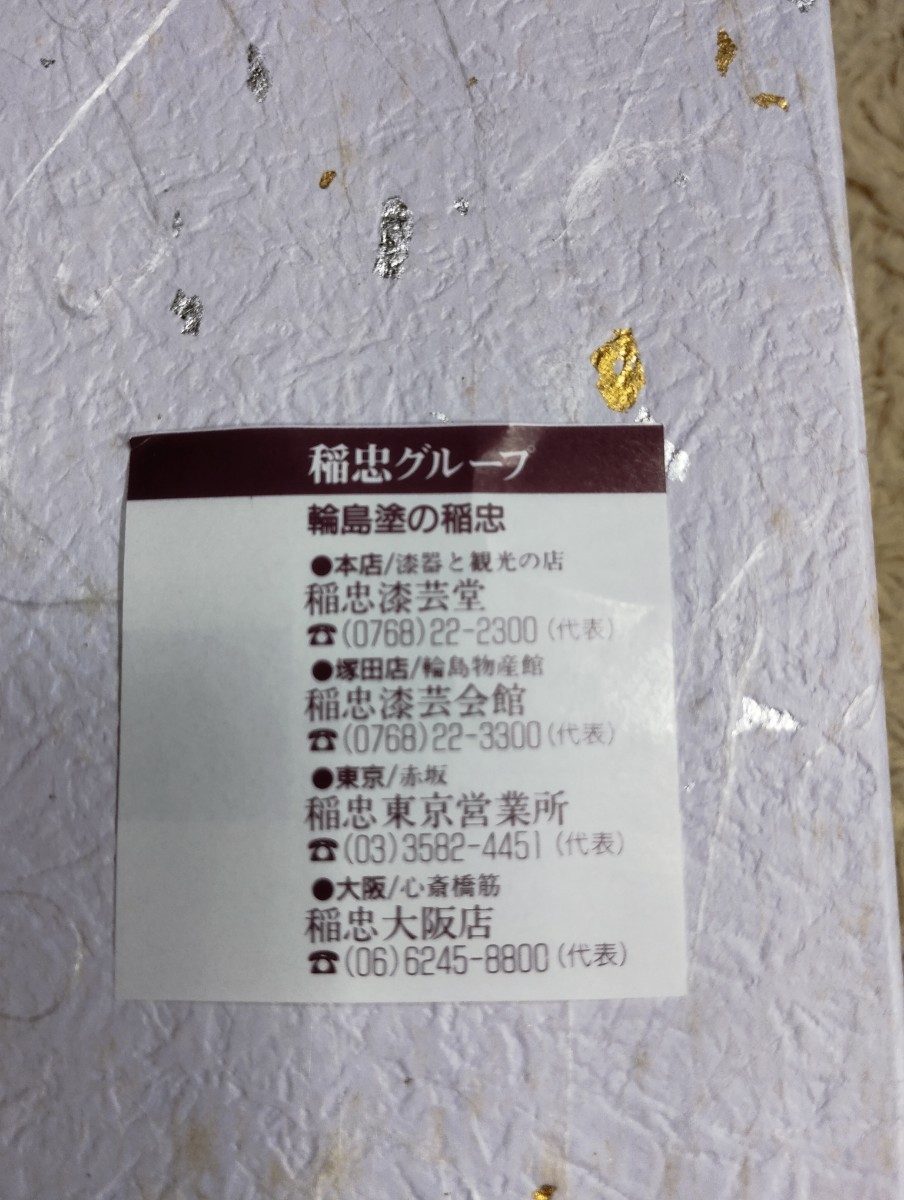 稲忠グループ
輪島塗の稲忠
●本店/漆器と観光の店
稲忠漆芸堂
☎(0768)22-2300(代表)
●塚田店/輪島物産館
稲忠漆芸会館
☎(0768)22-3300(代表)
●東京/赤坂
稲忠東京営業所
☎(03)3582-4451(代表)
●大阪/心斎橋筋
稲忠大阪店
☎(06)6245-8800(代表)